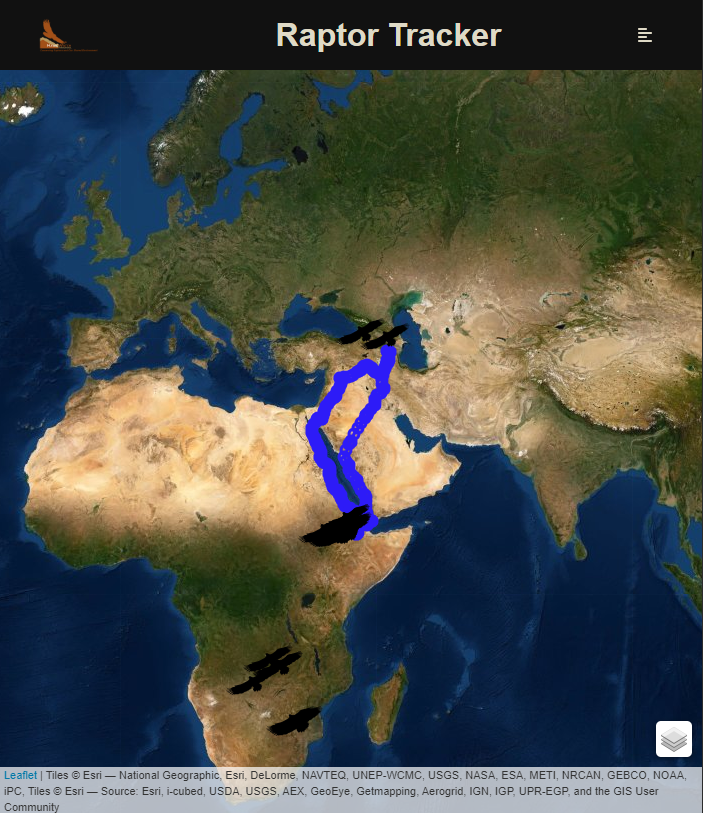 Raptor Tracker
Leaflet | Tiles © Esri — National Geographic, Esri, DeLorme, NAVTEQ, UNEP-WCMC, USGS, NASA, ESA, METI, NRCAN, GEBCO, NOAA,
iPC, Tiles © Esri — Source: Esri, i-cubed, USDA, USGS, AEX, GeoEye, Getmapping, Aerogrid, IGN, IGP, UPR-EGP, and the GIS User
Community